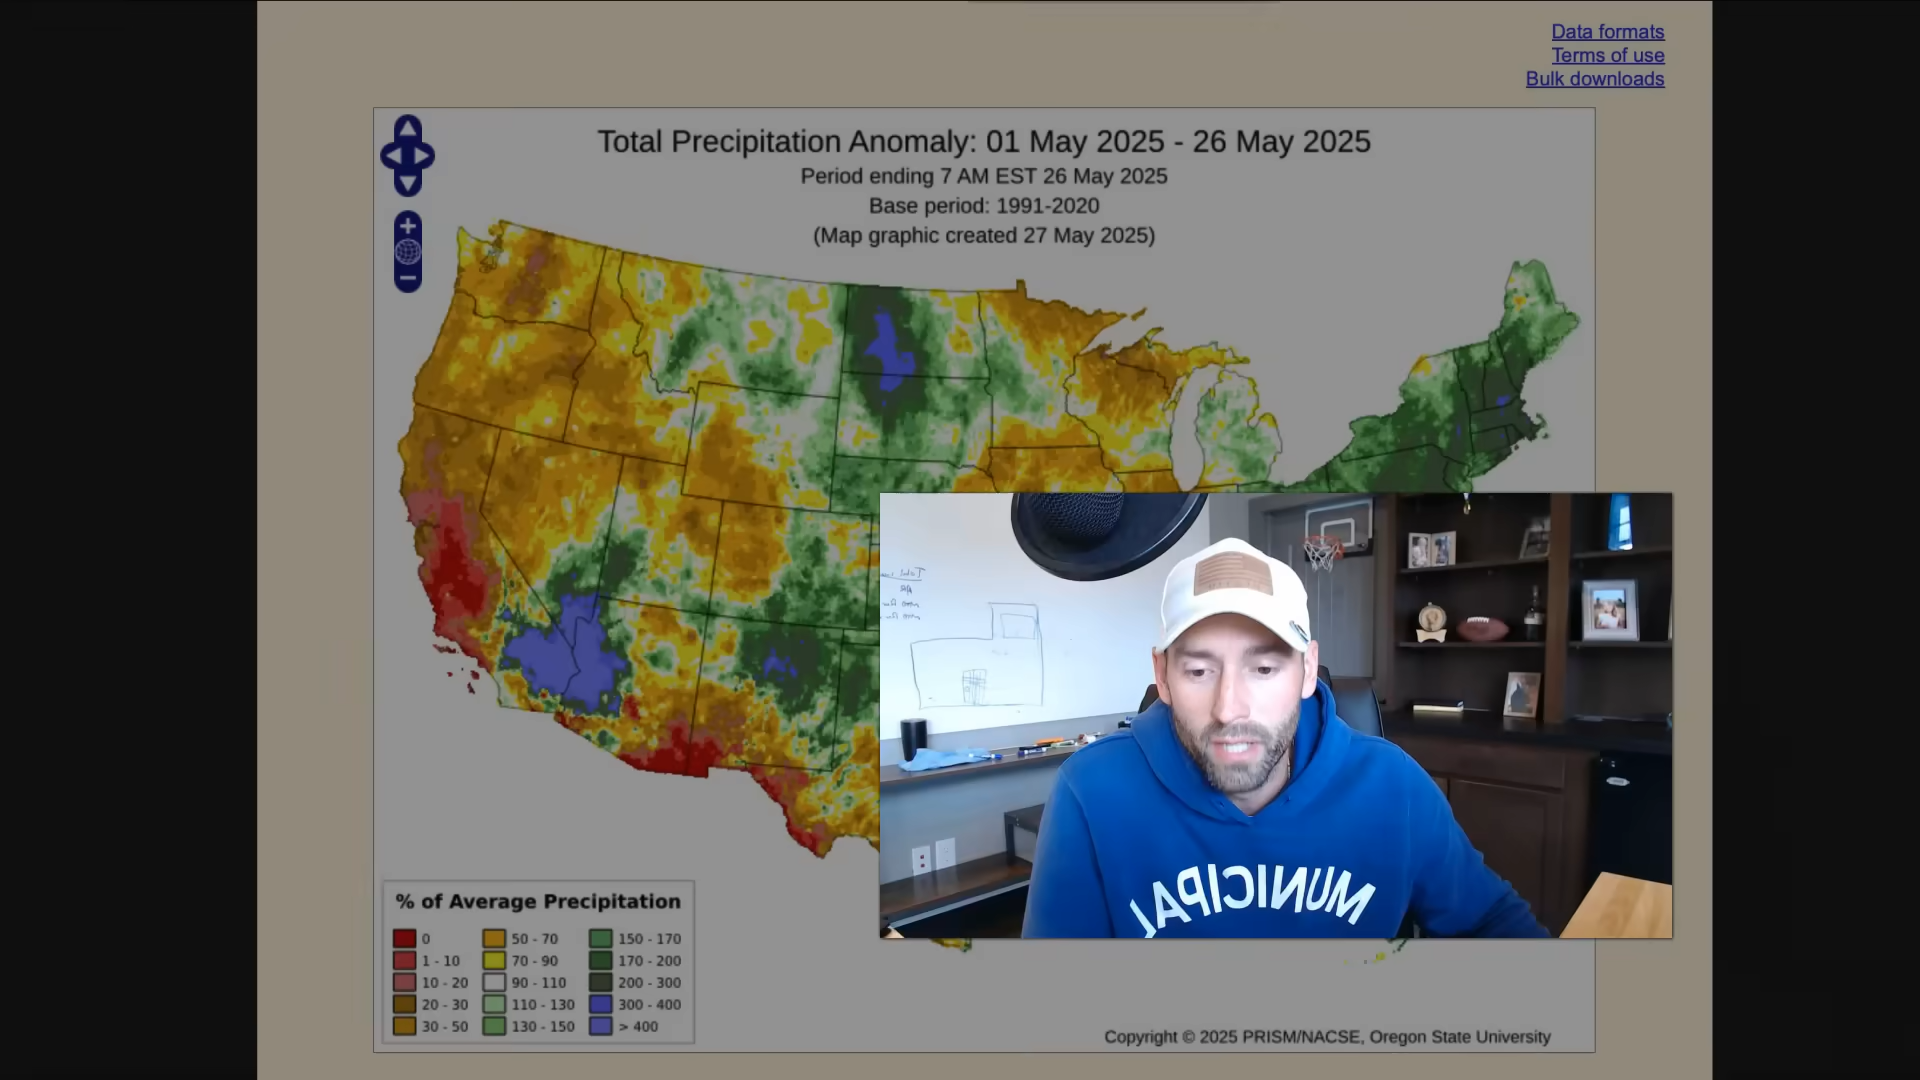 Data formats
Terms of use
Bulk downloads
Total Precipitation Anomaly: 01 May 2025 - 26 May 2025
Period ending 7 AM EST 26 May 2025
Base period: 1991-2020
(Map graphic created 27 May 2025)
MUNICIPAL
% of Average Precipitation
0
50 - 70
150 - 170
1 - 10
70 - 90
170 - 200
10 - 20
90 - 110
200 - 300
20 - 30
110 - 130
300 - 400
30 - 50
130 - 150
> 400
Copyright © 2025 PRISM/NACSE, Oregon State University